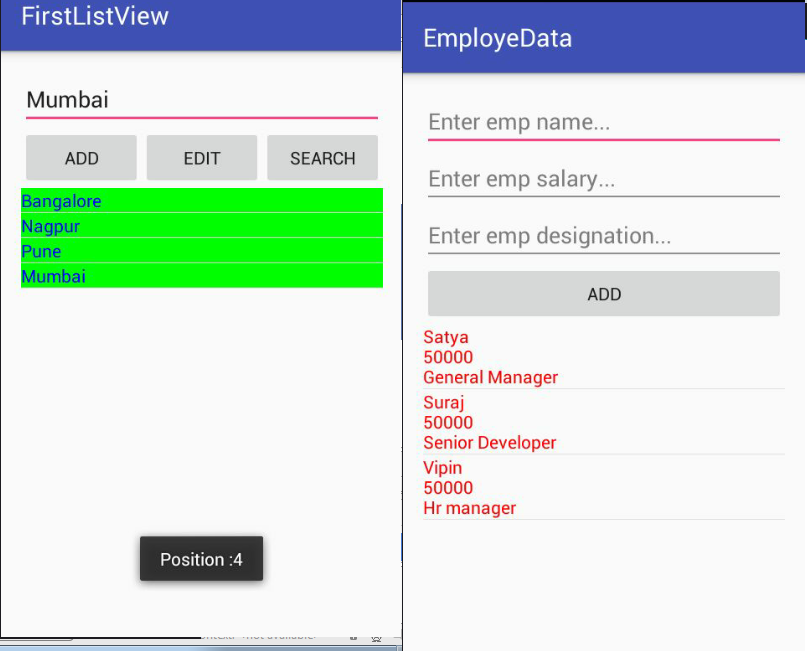 FirstListView
Mumbai
ADD EDIT SEARCH
Bangalore
Nagpur
Pune
Mumbai
Position :4
EmployeData
Enter emp name...
Enter emp salary...
Enter emp designation...
ADD
Satya
50000
General Manager
Suraj
50000
Senior Developer
Vipin
50000
Hr manager